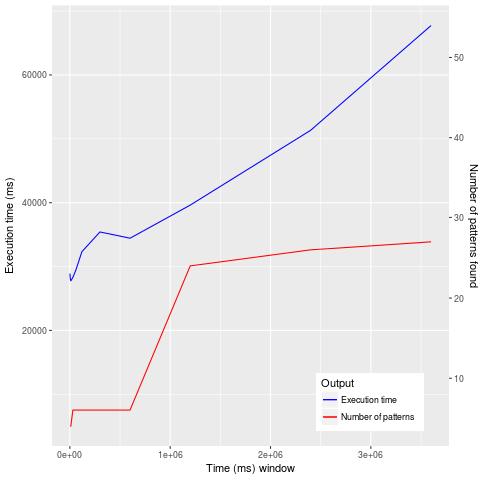 60000
40000
20000
Execution time (ms)
50
40
30
20
10
Number of patterns found
Output
Execution time
Number of patterns
0e+00 1e+06 2e+06 3e+06
Time (ms) window